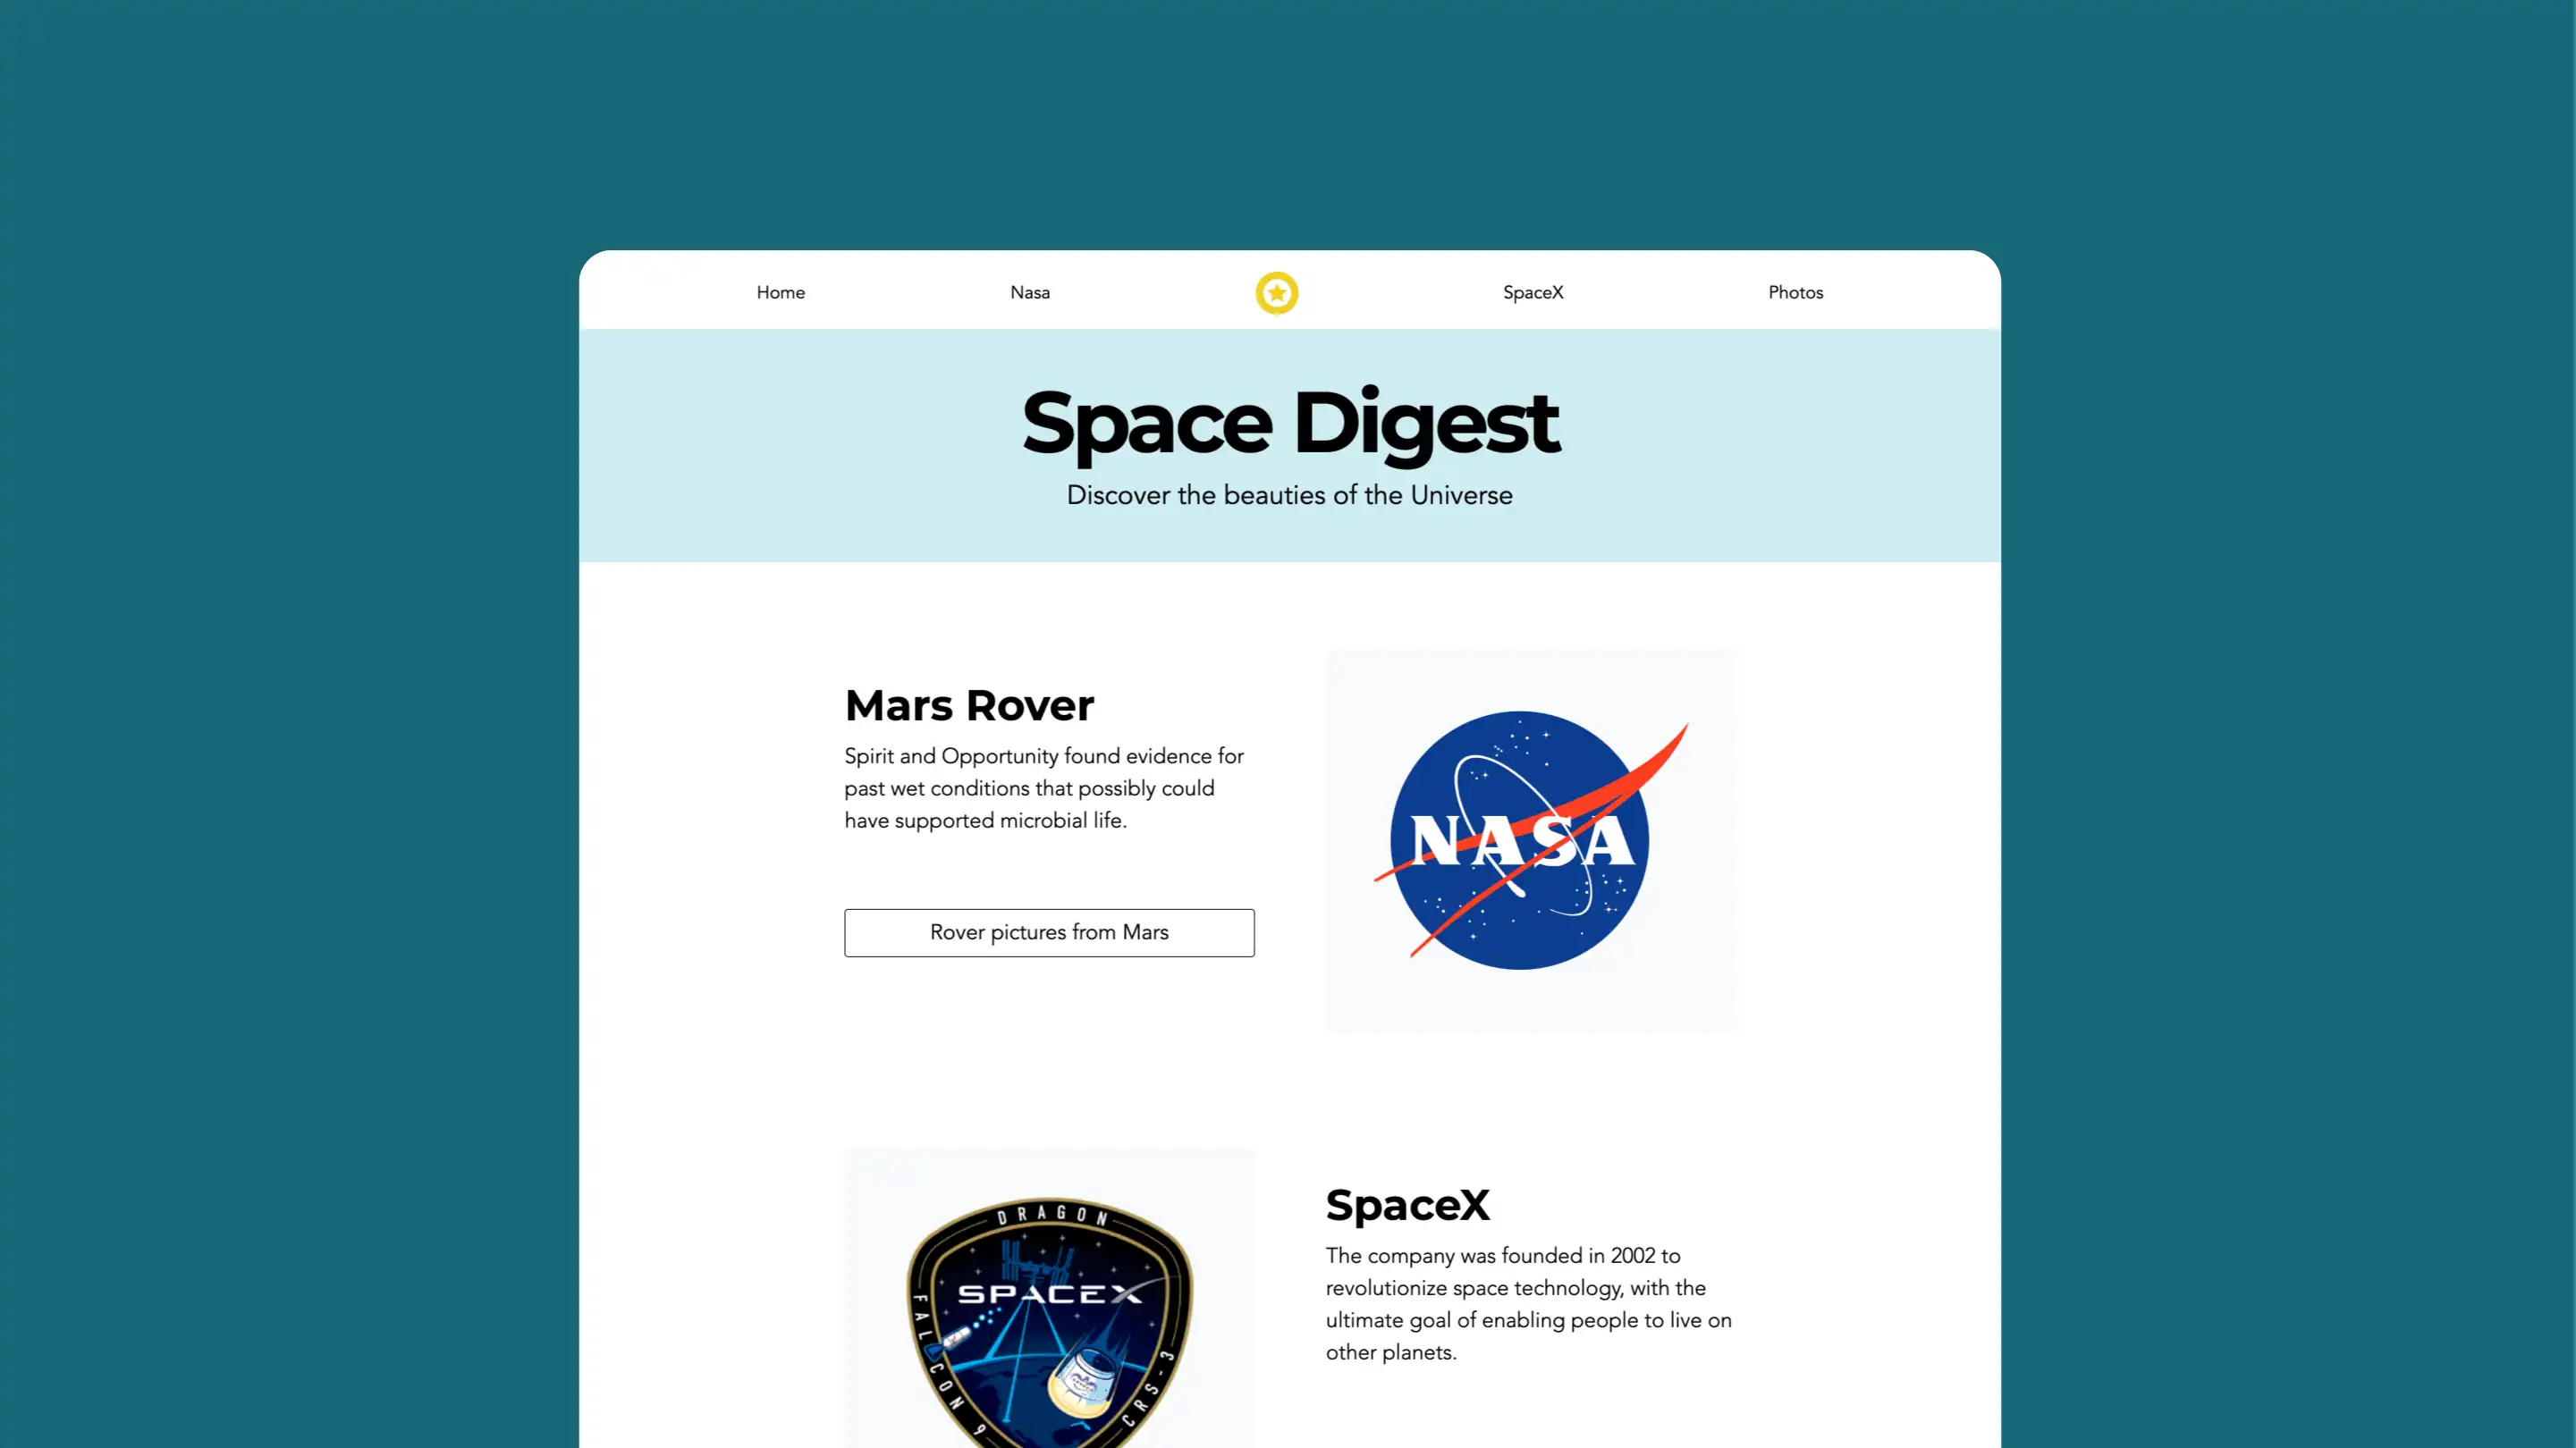 Home Nasa SpaceX Photos
Space Digest
Discover the beauties of the Universe
Mars Rover
Spirit and Opportunity found evidence for
past wet conditions that possibly could
have supported microbial life.
Rover pictures from Mars
NASA
DRAGON
SPACEX
FALCON 9
CRS-3
SpaceX
The company was founded in 2002 to
revolutionize space technology, with the
ultimate goal of enabling people to live on
other planets.